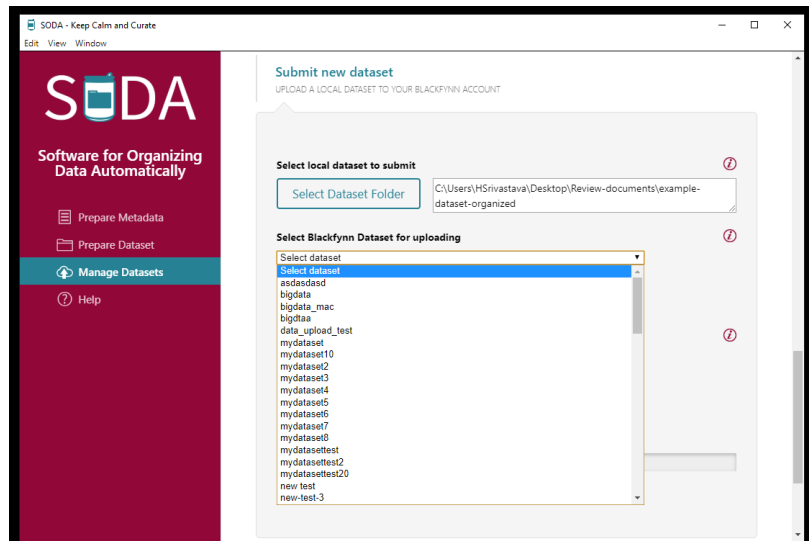 SODA - Keep Calm and Curate
Edit View Window
SODA
Software for Organizing
Data Automatically
Prepare Metadata
Prepare Dataset
Manage Datasets
Help
Submit new dataset
UPLOAD A LOCAL DATASET TO YOUR BLACKFYNN ACCOUNT
Select local dataset to submit
Select Dataset Folder
C:\Users\HSrivastava\Desktop\Review-documents\example-
dataset-organized
Select Blackfynn Dataset for uploading
Select dataset
Select dataset
asdasdasd
bigdata
bigdata_mac
bigdtaa
data_upload_test
mydataset
mydataset10
mydataset2
mydataset3
mydataset4
mydataset5
mydataset6
mydataset7
mydataset8
mydatasettest
mydatasettest2
mydatasettest20
new test
new-test-3